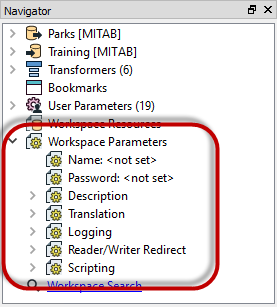 Navigator
Parks [MITAB]
Training [MITAB]
Transformers (6)
Bookmarks
User Parameters (19)
Workspace Resources
Workspace Parameters
Name: <not set>
Password: <not set>
Description
Translation
Logging
Reader/Writer Redirect
Scripting
Workspace Search